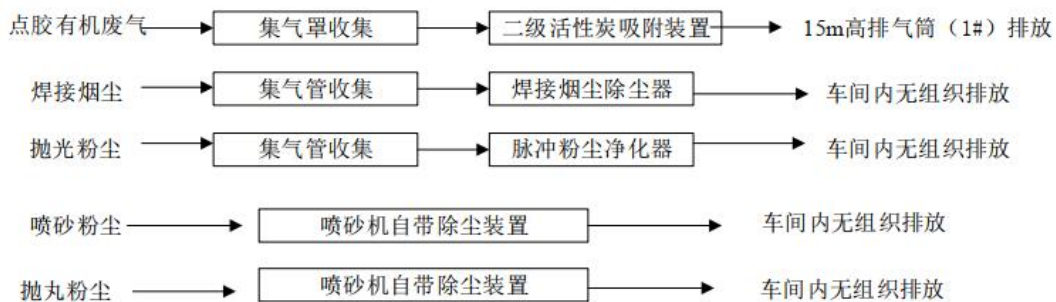 点胶有机废气 集气罩收集 二级活性炭吸附装置 15m高排气筒（1#）排放
焊接烟尘 集气管收集 焊接烟尘除尘器 车间内无组织排放
抛光粉尘 集气管收集 脉冲粉尘净化器 车间内无组织排放
喷砂粉尘 喷砂机自带除尘装置 车间内无组织排放
抛丸粉尘 喷砂机自带除尘装置 车间内无组织排放